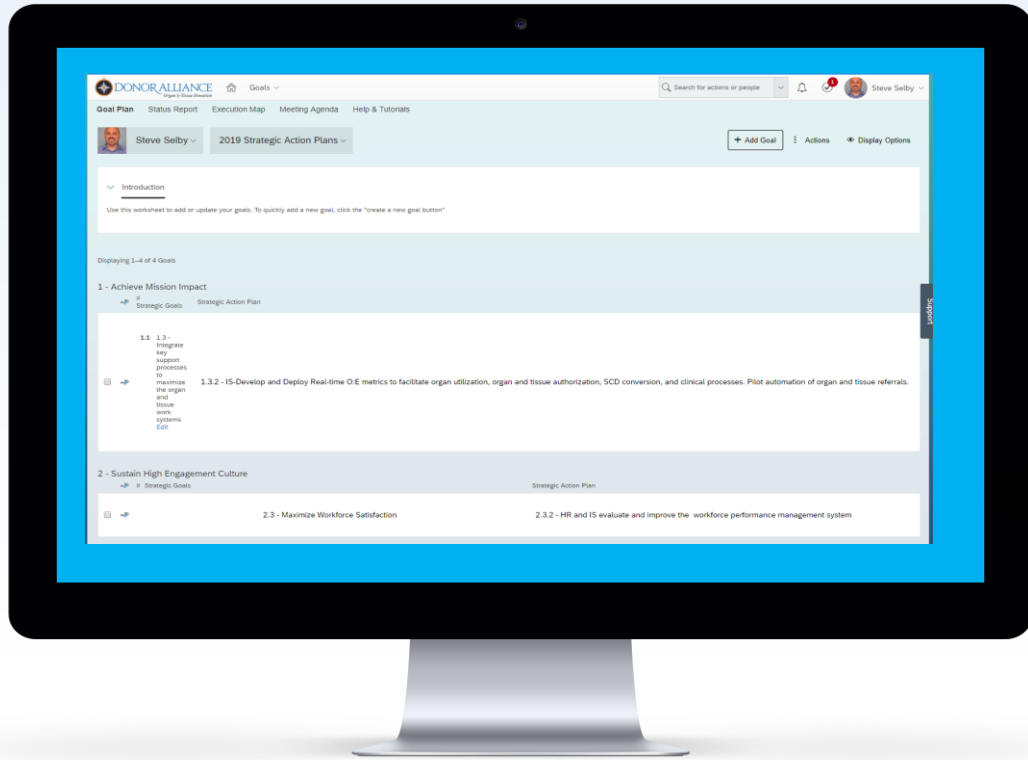 DONOR ALLIANCE
Organ & Tissue Donation
Goals
Search for actions or people
1
Steve Selby
Goal Plan Status Report Execution Map Meeting Agenda Help & Tutorials
Steve Selby 2019 Strategic Action Plans
+ Add Goal Actions Display Options
Introduction
Use this worksheet to add or update your goals. To quickly add a new goal, click the "create a new goal button"
Displaying 1–4 of 4 Goals
1 - Achieve Mission Impact
#
Strategic Goals Strategic Action Plan
1.1 1.3 -
Integrate
key
support
processes
to
maximize
the organ
and
tissue
work
systems
Edit
1.3.2 - IS-Develop and Deploy Real-time O:E metrics to facilitate organ utilization, organ and tissue authorization, SCD conversion, and clinical processes. Pilot automation of organ and tissue referrals.
Support
2 - Sustain High Engagement Culture
# Strategic Goals Strategic Action Plan
2.3 - Maximize Workforce Satisfaction 2.3.2 - HR and IS evaluate and improve the workforce performance management system